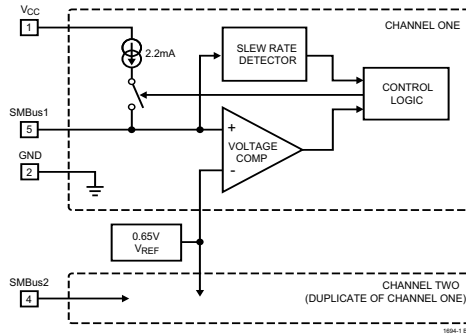 VCC
1
CHANNEL ONE
2.2mA
SLEW RATE
DETECTOR
CONTROL
LOGIC
SMBus1
5
+
VOLTAGE
COMP
-
GND
2
0.65V
VREF
SMBus2
4
CHANNEL TWO
(DUPLICATE OF CHANNEL ONE)